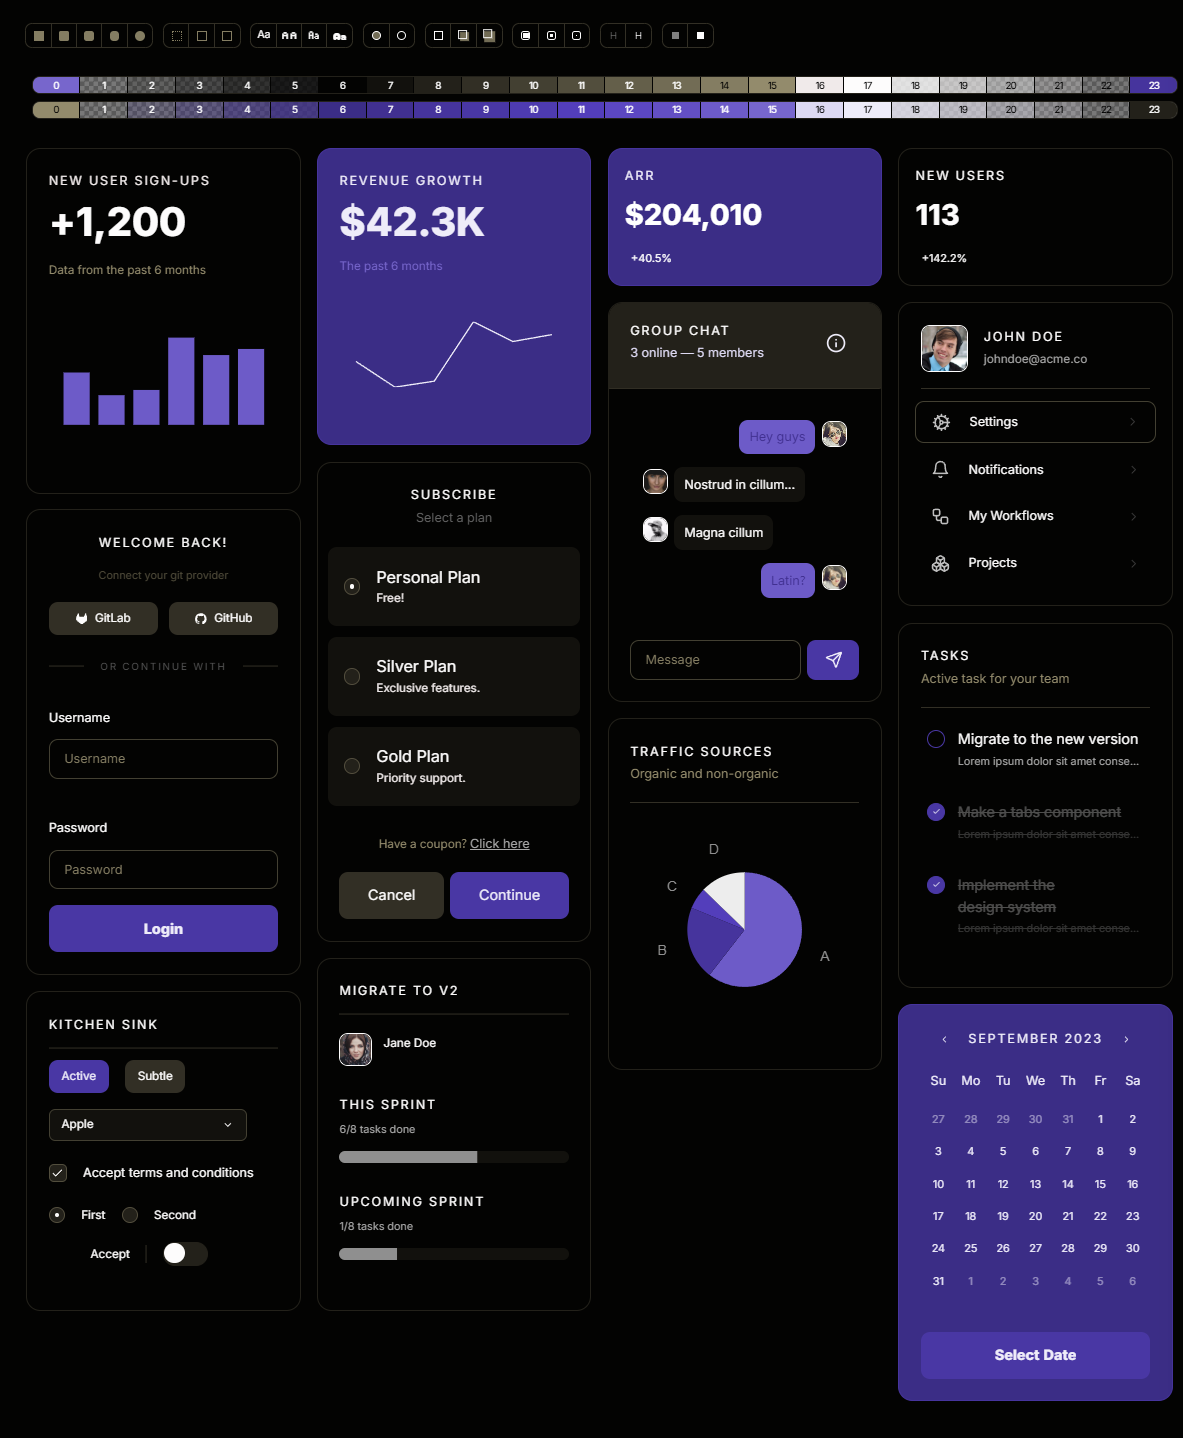 Aa AA Aa Aa
H H
0 1 2 3 4 5 6 7 8 9 10 11 12 13 14 15 16 17 18 19 20 21 22 23
0 1 2 3 4 5 6 7 8 9 10 11 12 13 14 15 16 17 18 19 20 21 22 23
NEW USER SIGN-UPS
+1,200
Data from the past 6 months
WELCOME BACK!
Connect your git provider
GitLab
GitHub
OR CONTINUE WITH
Username
Username
Password
Password
Login
KITCHEN SINK
Active
Subtle
Apple
Accept terms and conditions
First
Second
Accept
REVENUE GROWTH
$42.3K
The past 6 months
SUBSCRIBE
Select a plan
Personal Plan
Free!
Silver Plan
Exclusive features.
Gold Plan
Priority support.
Have a coupon? Click here
Cancel
Continue
MIGRATE TO V2
Jane Doe
THIS SPRINT
6/8 tasks done
UPCOMING SPRINT
1/8 tasks done
ARR
$204,010
+40.5%
GROUP CHAT
3 online — 5 members
Hey guys
Nostrud in cillum...
Magna cillum
Latin?
Message
TRAFFIC SOURCES
Organic and non-organic
D
C
B
A
NEW USERS
113
+142.2%
JOHN DOE
johndoe@acme.co
Settings
Notifications
My Workflows
Projects
TASKS
Active task for your team
Migrate to the new version
Lorem ipsum dolor sit amet conse...
Make a tabs component
Lorem ipsum dolor sit amet conse...
Implement the
design system
Lorem ipsum dolor sit amet conse...
SEPTEMBER 2023
Su Mo Tu We Th Fr Sa
27 28 29 30 31 1 2
3 4 5 6 7 8 9
10 11 12 13 14 15 16
17 18 19 20 21 22 23
24 25 26 27 28 29 30
31 1 2 3 4 5 6
Select Date